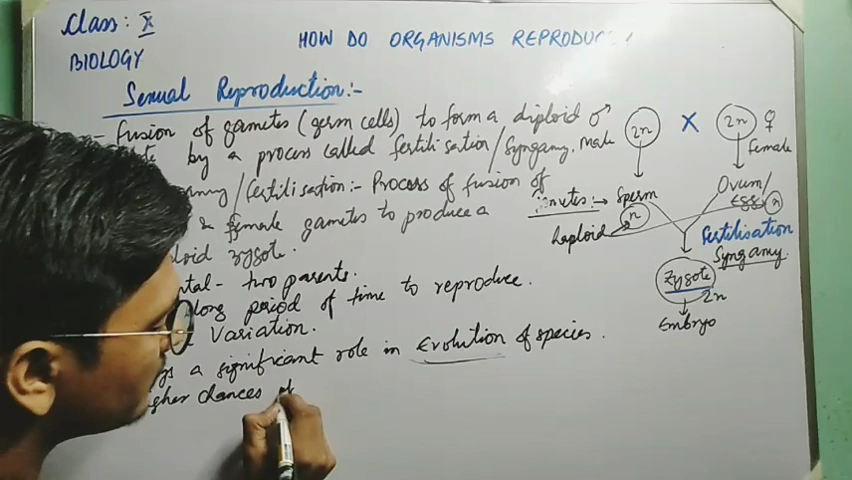 Class: X
BIOLOGY
HOW DO ORGANISMS REPRODUC
Sexual Reproduction:-
- Fusion of gametes (germ cells) to form a diploid
by a process called fertilisation/Syngamy.
/fertilisation:- Process of fusion of
& female gametes to produce a
zygote.
- two parents.
long period of time to reproduce.
Variation.
a significant role in Evolution of species.
chances of
♂ 2n X 2n ♀
Male Female
Gametes:→ Sperm Ovum/
Egg
haploid n n
Fertilisation
Syngamy.
Zygote
2n
Embryo